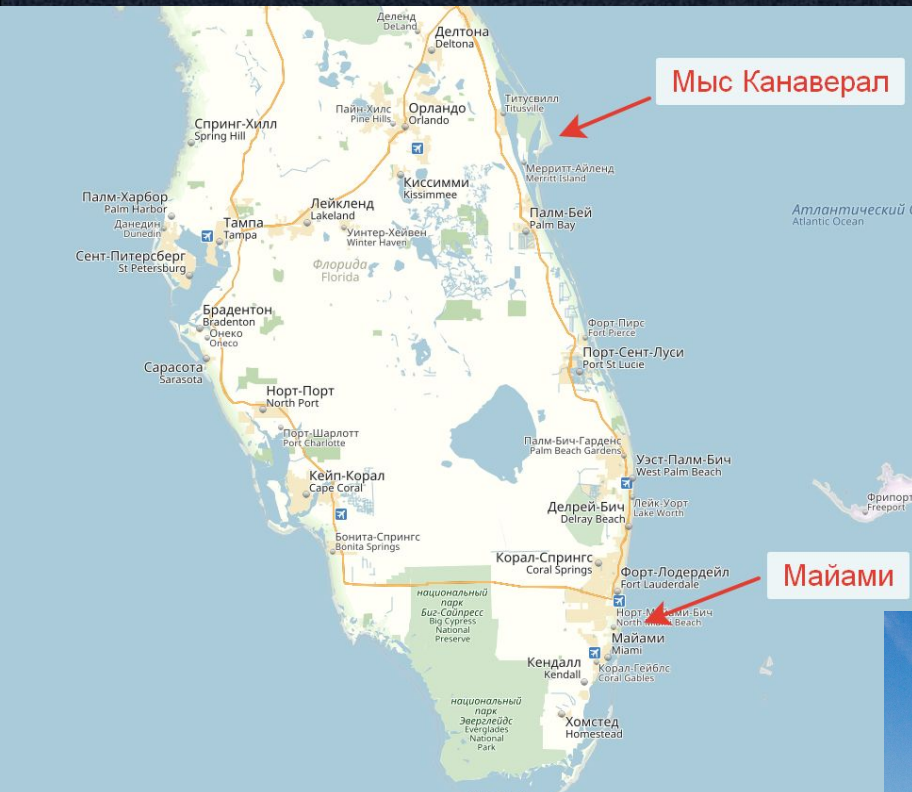 Деленд
DeLand
Делтона
Deltona
Мыс Канаверал
Титусвилл
Titusville
Пайн-Хилс
Pine Hills
Орландо
Orlando
Спринг-Хилл
Spring Hill
Мерритт-Айленд
Merritt Island
Киссимми
Kissimmee
Палм-Харбор
Palm Harbor
Лейкленд
Lakeland
Палм-Бей
Palm Bay
Атлантический
Atlantic Ocean
Данедин
Dunedin
Тампа
Tampa
Уинтер-Хейвен
Winter Haven
Сент-Питерсберг
St Petersburg
Флорида
Florida
Брадентон
Bradenton
Онеко
Oneco
Форт-Пирс
Fort Pierce
Порт-Сент-Луси
Port St Lucie
Сарасота
Sarasota
Норт-Порт
North Port
Порт-Шарлотт
Port Charlotte
Палм-Бич-Гарденс
Palm Beach Gardens
Уэст-Палм-Бич
West Palm Beach
Кейп-Корал
Cape Coral
Лейк-Уорт
Lake Worth
Фрипорт
Freeport
Делрей-Бич
Delray Beach
Бонита-Спрингс
Bonita Springs
Корал-Спрингс
Coral Springs
Форт-Лодердейл
Fort Lauderdale
Майами
национальный
парк
Биг-Сайпресс
Big Cypress
National
Preserve
Норт-Майами-Бич
North Beach
Майами
Miami
Кендалл
Kendall
Корал-Гейблс
Coral Gables
национальный
парк
Эверглейдс
Everglades
National
Park
Хомстед
Homestead